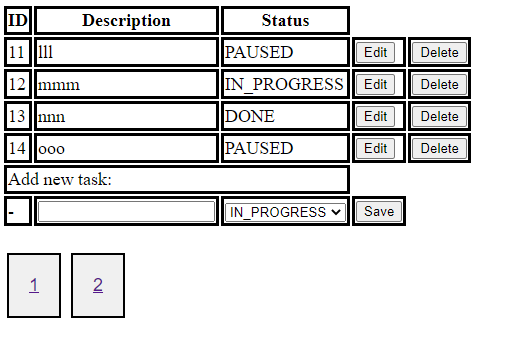 ID Description Status
11 lll PAUSED Edit Delete
12 mmm IN_PROGRESS Edit Delete
13 nnn DONE Edit Delete
14 ooo PAUSED Edit Delete
Add new task:
- IN_PROGRESS Save
1 2